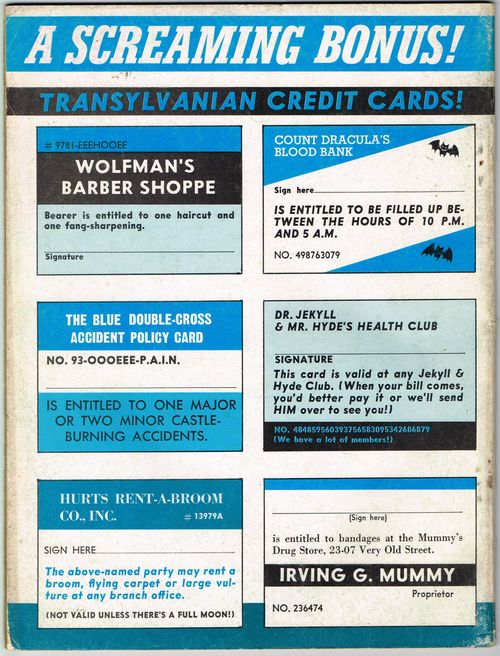 A SCREAMING BONUS!
TRANSYLVANIAN CREDIT CARDS!
# 9781-EEEHOOEE
WOLFMAN'S
BARBER SHOPPE
Bearer is entitled to one haircut and
one fang-sharpening.
Signature
COUNT DRACULA'S
BLOOD BANK
Sign here
IS ENTITLED TO BE FILLED UP BE-
TWEEN THE HOURS OF 10 P.M.
AND 5 A.M.
NO. 498763079
THE BLUE DOUBLE-CROSS
ACCIDENT POLICY CARD
NO. 93-OOOEEE-P.A.I.N.
IS ENTITLED TO ONE MAJOR
OR TWO MINOR CASTLE-
BURNING ACCIDENTS.
DR. JEKYLL
& MR. HYDE'S HEALTH CLUB
SIGNATURE
This card is valid at any Jekyll &
Hyde Club. (When your bill comes,
you'd better pay it or we'll send
HIM over to see you!)
NO. 4848595603937565830953426868​79
(We have a lot of members!)
HURTS RENT-A-BROOM
CO., INC.
# 13979A
SIGN HERE
The above-named party may rent a
broom, flying carpet or large vul-
ture at any branch office.
(NOT VALID UNLESS THERE'S A FULL MOON!)
(Sign here)
is entitled to bandages at the Mummy's
Drug Store, 23-07 Very Old Street.
IRVING G. MUMMY
Proprietor
NO. 236474